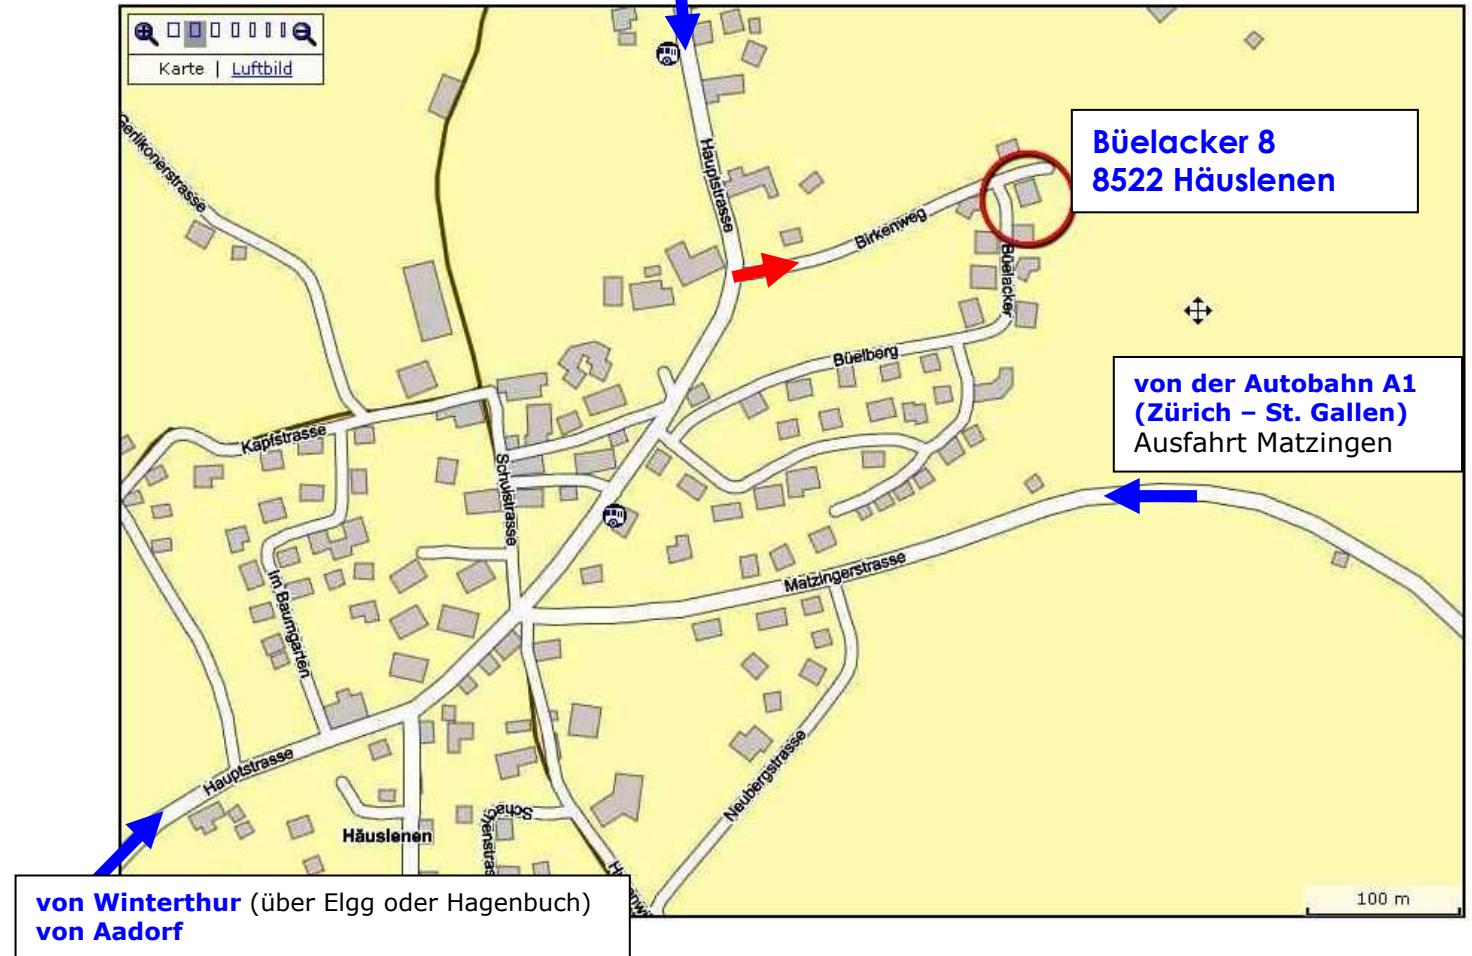 Karte | Luftbild
Gerlikonerstrasse
Hauptstrasse
Büelacker 8
8522 Häuslenen
Birkenweg
Büelacker
Büelberg
von der Autobahn A1
(Zürich – St. Gallen)
Ausfahrt Matzingen
Kapfstrasse
Schulstrasse
Matzingerstrasse
Im Baumgarten
Hauptstrasse
Neubergstrasse
Häuslenen
von Winterthur (über Elgg oder Hagenbuch)
von Aadorf
100 m